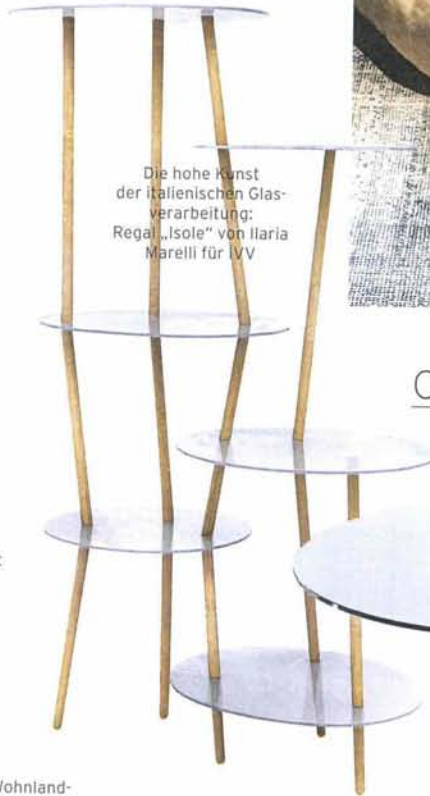 Die hohe Kunst
der italienischen Glas-
verarbeitung:
Regal „Isole“ von Ilaria
Marelli für IVV
Wohnland-